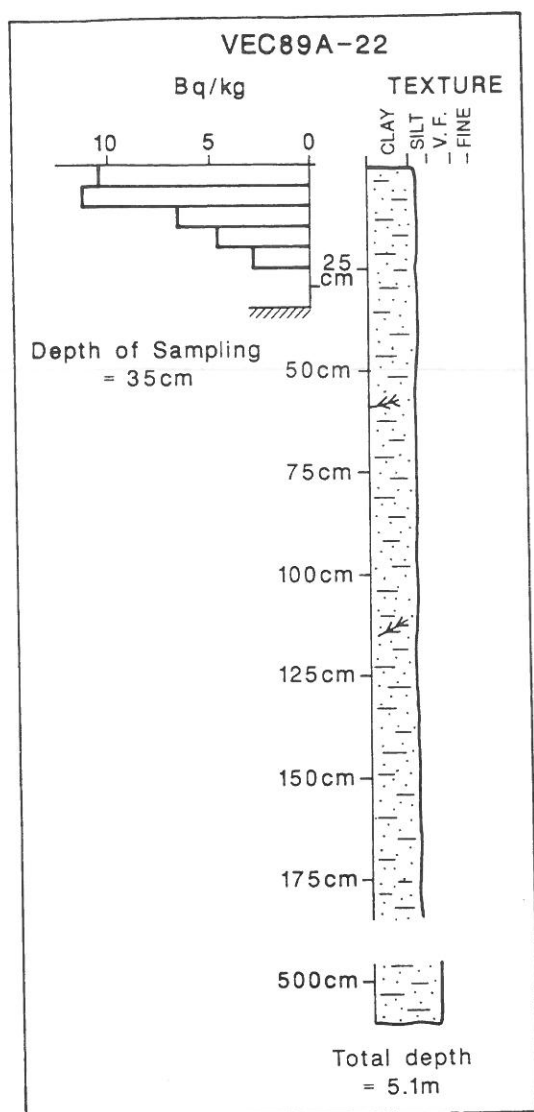 VEC89A-22
Bq/kg
TEXTURE
10 5 0
CLAY
SILT
V. F.
FINE
25
cm
Depth of Sampling
= 35cm
50cm
75cm
100cm
125cm
150cm
175cm
500cm
Total depth
= 5.1m